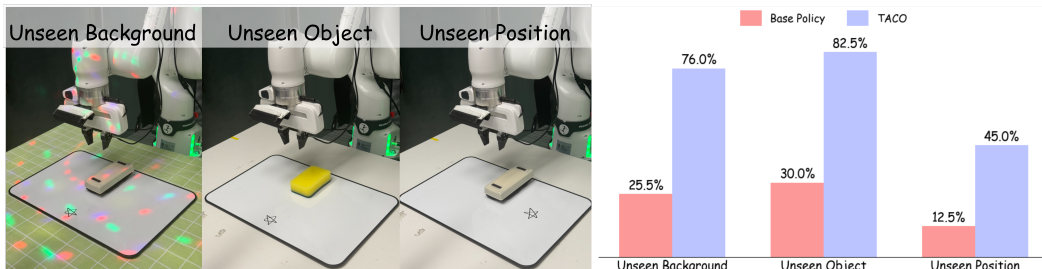 Unseen Background
Unseen Object
Unseen Position
Base Policy
TACO
76.0%
82.5%
45.0%
25.5%
30.0%
12.5%
Unseen Background
Unseen Object
Unseen Position